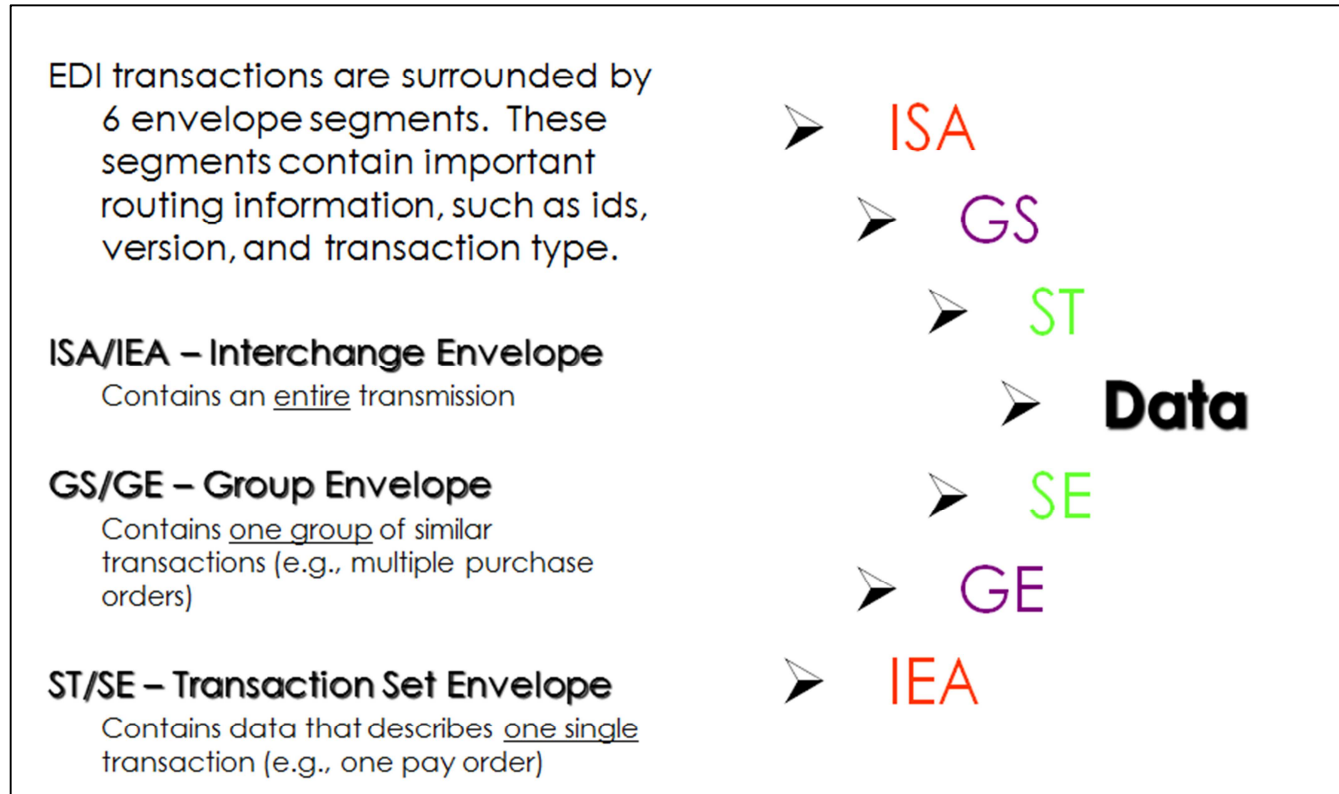 EDI transactions are surrounded by
6 envelope segments. These
segments contain important
routing information, such as ids,
version, and transaction type.
ISA/IEA – Interchange Envelope
Contains an entire transmission
GS/GE – Group Envelope
Contains one group of similar
transactions (e.g., multiple purchase
orders)
ST/SE – Transaction Set Envelope
Contains data that describes one single
transaction (e.g., one pay order)
ISA
GS
ST
Data
SE
GE
IEA